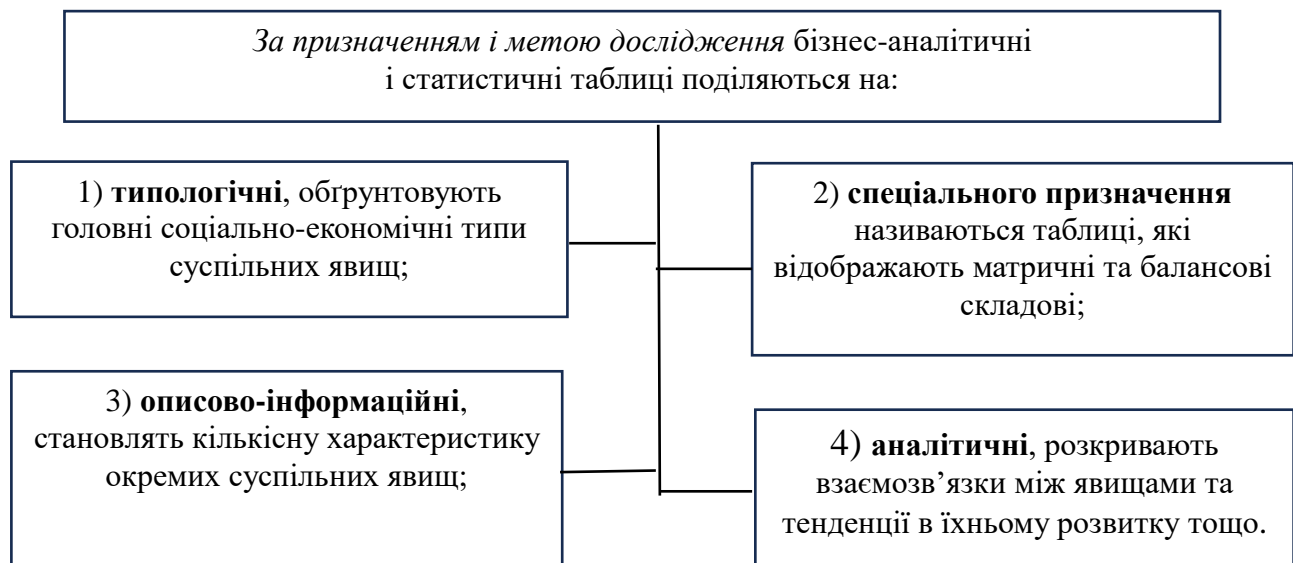 За призначенням і метою дослідження бізнес-аналітичні
і статистичні таблиці поділяються на:
1) типологічні, обґрунтовують
головні соціально-економічні типи
суспільних явищ;
2) спеціального призначення
називаються таблиці, які
відображають матричні та балансові
складові;
3) описово-інформаційні,
становлять кількісну характеристику
окремих суспільних явищ;
4) аналітичні, розкривають
взаємозв’язки між явищами та
тенденції в їхньому розвитку тощо.